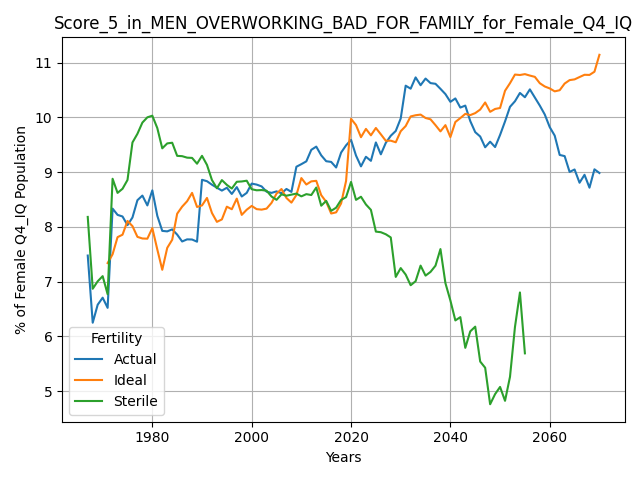 Score_5_in_MEN_OVERWORKING_BAD_FOR_FAMILY_for_Female_Q4_IQ
% of Female Q4_IQ Population
11
10
9
8
7
6
5
Fertility
Actual
Ideal
Sterile
1980
2000
2020
2040
2060
Years